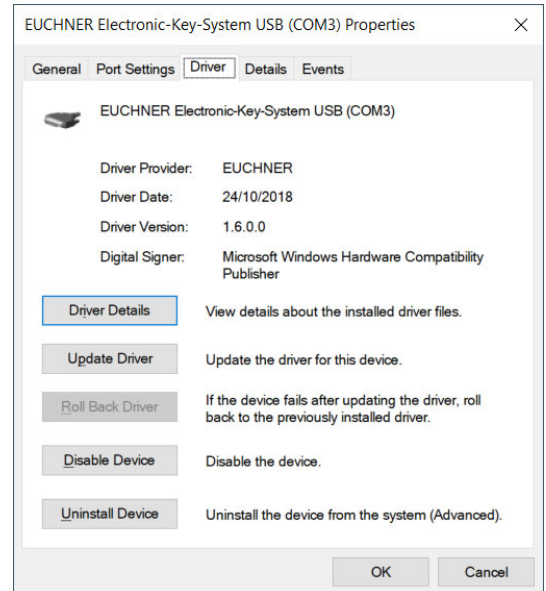 EUCHNER Electronic-Key-System USB (COM3) Properties
General Port Settings Driver Details Events
EUCHNER Electronic-Key-System USB (COM3)
Driver Provider: EUCHNER
Driver Date: 24/10/2018
Driver Version: 1.6.0.0
Digital Signer: Microsoft Windows Hardware Compatibility
Publisher
Driver Details View details about the installed driver files.
Update Driver Update the driver for this device.
Roll Back Driver If the device fails after updating the driver, roll
back to the previously installed driver.
Disable Device Disable the device.
Uninstall Device Uninstall the device from the system (Advanced).
OK Cancel